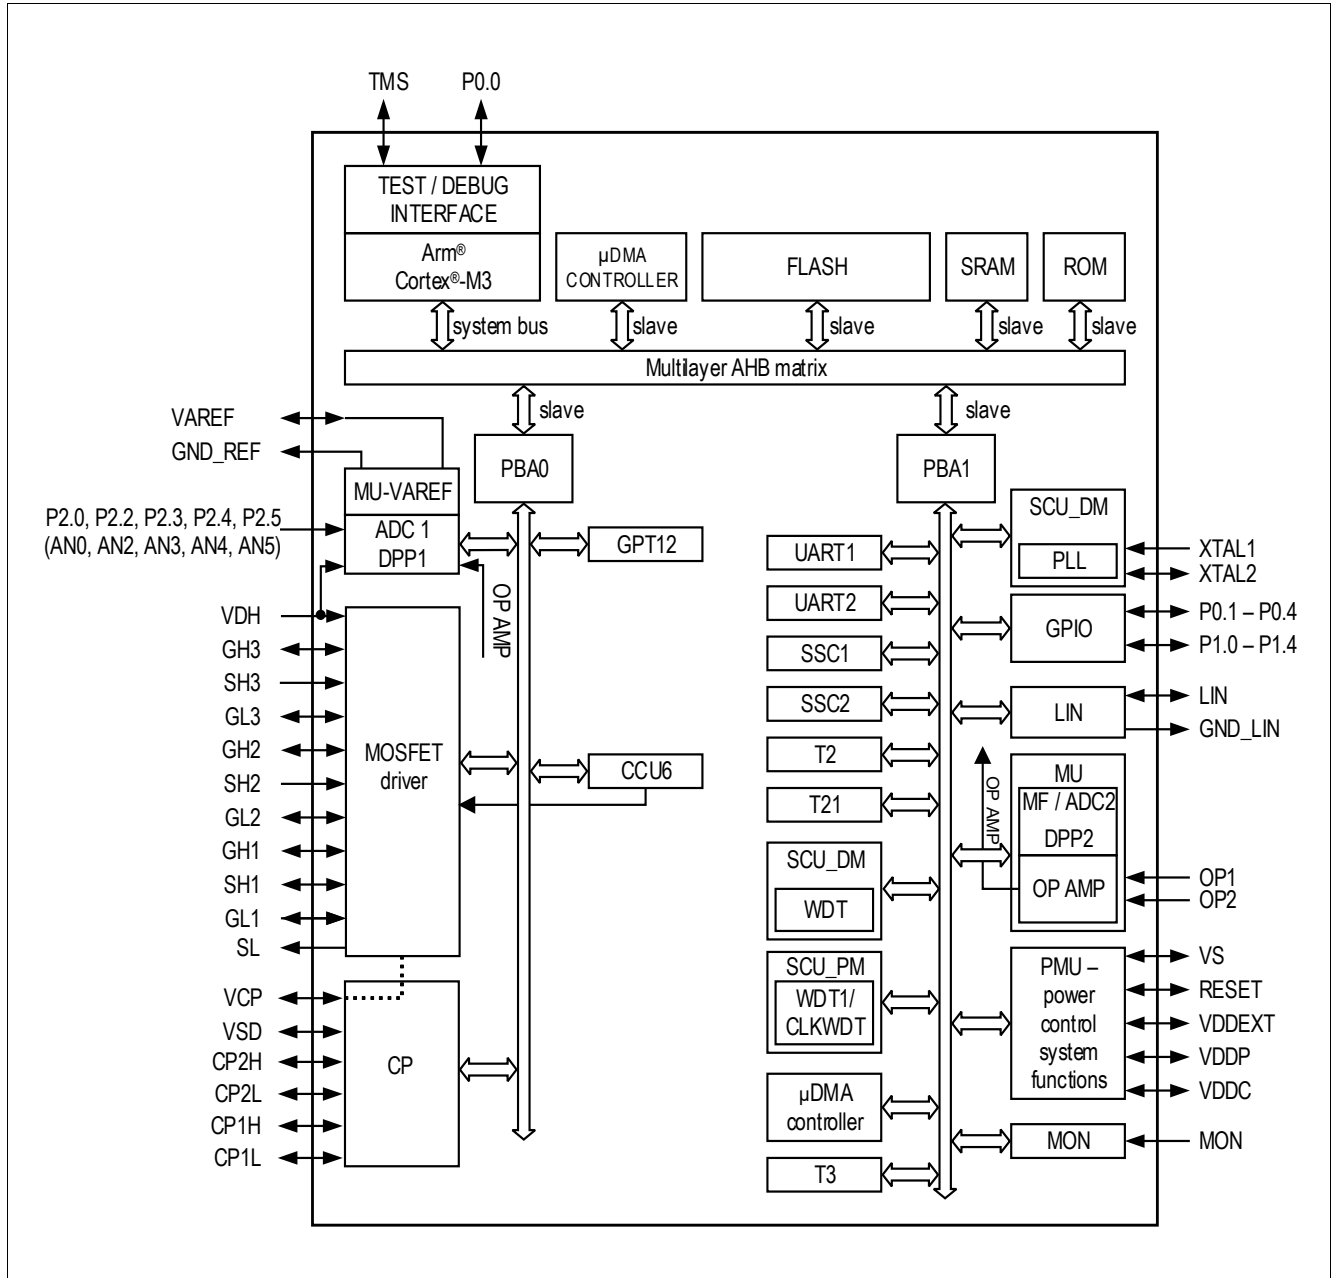 TMS
P0.0
TEST / DEBUG
INTERFACE
Arm®
Cortex®-M3
µDMA
CONTROLLER
FLASH
SRAM
ROM
system bus
slave
slave
slave
slave
Multilayer AHB matrix
slave
slave
VAREF
GND_REF
PBA0
PBA1
MU-VAREF
P2.0, P2.2, P2.3, P2.4, P2.5
(AN0, AN2, AN3, AN4, AN5)
ADC 1
DPP1
GPT12
OP AMP
VDH
GH3
SH3
GL3
GH2
SH2
GL2
GH1
SH1
GL1
SL
MOSFET
driver
CCU6
VCP
VSD
CP2H
CP2L
CP1H
CP1L
CP
UART1
UART2
SSC1
SSC2
T2
T21
SCU_DM
WDT
SCU_PM
WDT1/
CLKWDT
µDMA
controller
T3
SCU_DM
PLL
XTAL1
XTAL2
GPIO
P0.1 – P0.4
P1.0 – P1.4
LIN
LIN
GND_LIN
OP AMP
MU
MF / ADC2
DPP2
OP AMP
OP1
OP2
PMU –
power
control
system
functions
VS
RESET
VDDEXT
VDDP
VDDC
MON
MON